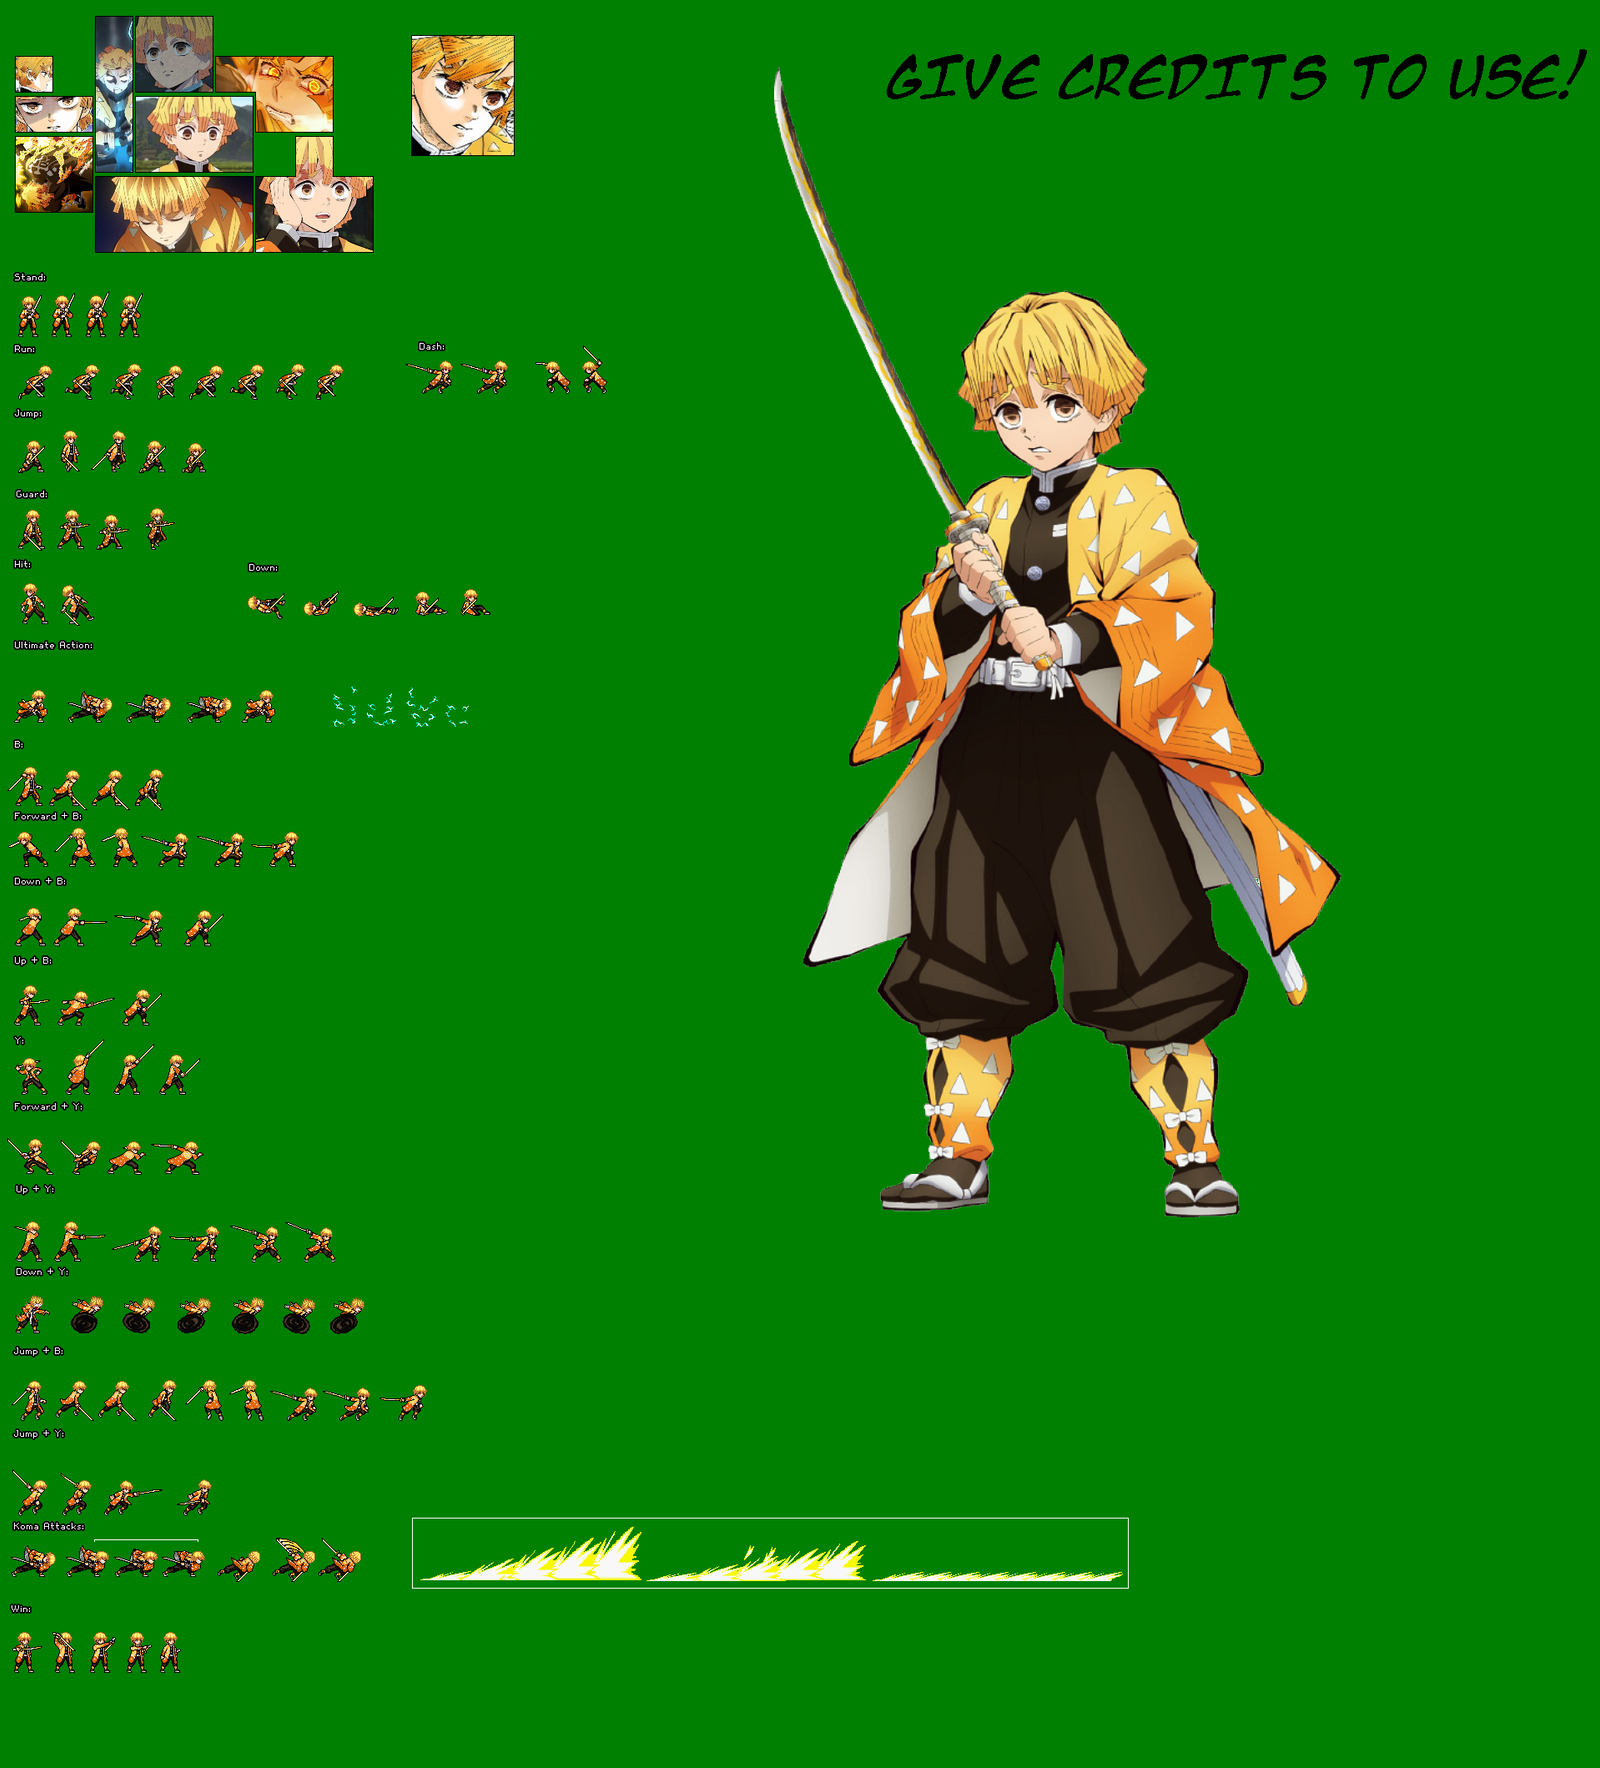 GIVE CREDITS TO USE!
Stand:
Run:
Dash:
Jump:
Guard:
Hit:
Down:
Ultimate Action:
B:
Forward + B:
Down + B:
Up + B:
Y:
Forward + Y:
Up + Y:
Down + Y:
Jump + B:
Jump + Y:
Koma Attacks:
Win: